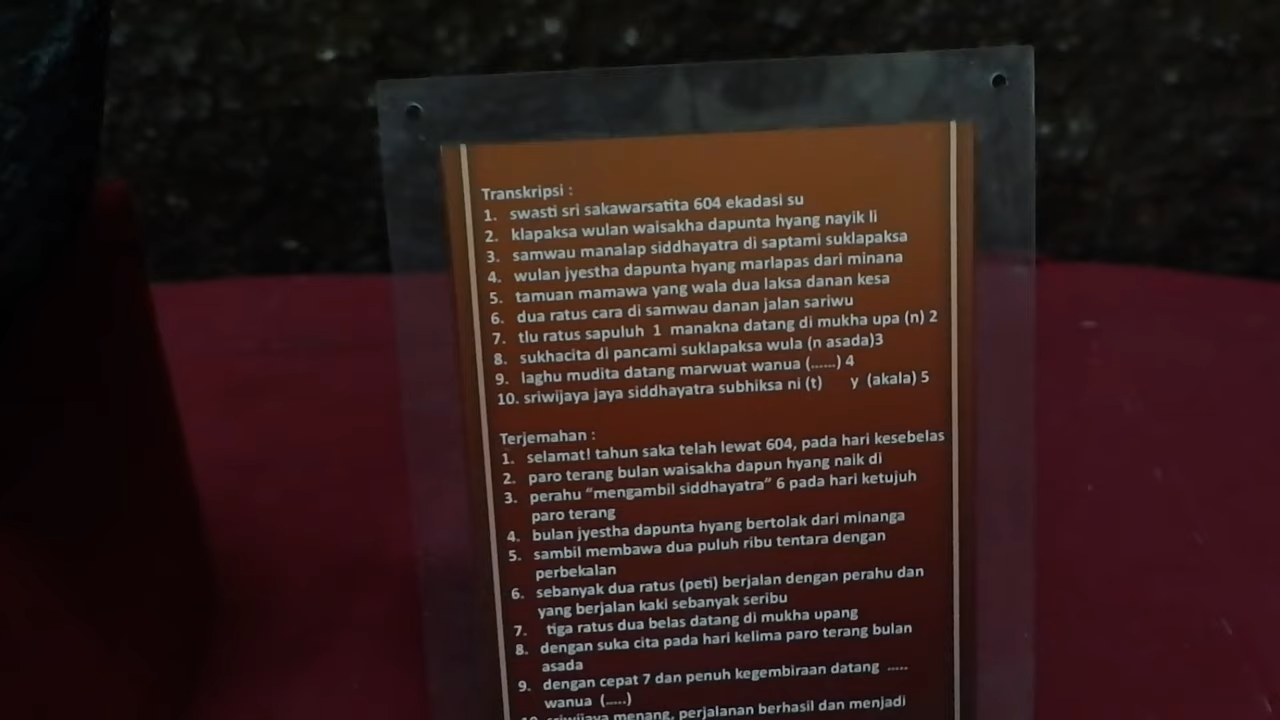 Transkripsi :
1. swasti sri sakawarsatita 604 ekadasi su
2. klapaksa wulan waisakha dapunta hyang nayik li
3. samwau manalap siddhayatra di saptami suklapaksa
4. wulan jyestha dapunta hyang marlapas dari minana
5. tamuan mamawa yang wala dua laksa danan kesa
6. dua ratus cara di samwau danan jalan sariwu
7. tlu ratus sapuluh 1 manakna datang di mukha upa (n) 2
8. sukhacita di pancami suklapaksa wula (n asada)3
9. laghu mudita datang marwuat wanua (......) 4
10. sriwijaya jaya siddhayatra subhiksa ni (t) y (akala) 5
Terjemahan :
1. selamat! tahun saka telah lewat 604, pada hari kesebelas
2. paro terang bulan waisakha dapun hyang naik di
3. perahu "mengambil siddhayatra" 6 pada hari ketujuh
paro terang
4. bulan jyestha dapunta hyang bertolak dari minanga
5. sambil membawa dua puluh ribu tentara dengan
perbekalan
6. sebanyak dua ratus (peti) berjalan dengan perahu dan
yang berjalan kaki sebanyak seribu
7. tiga ratus dua belas datang di mukha upang
8. dengan suka cita pada hari kelima paro terang bulan
asada
9. dengan cepat 7 dan penuh kegembiraan datang .....
wanua (.....)
10. sriwijaya menang, perjalanan berhasil dan menjadi